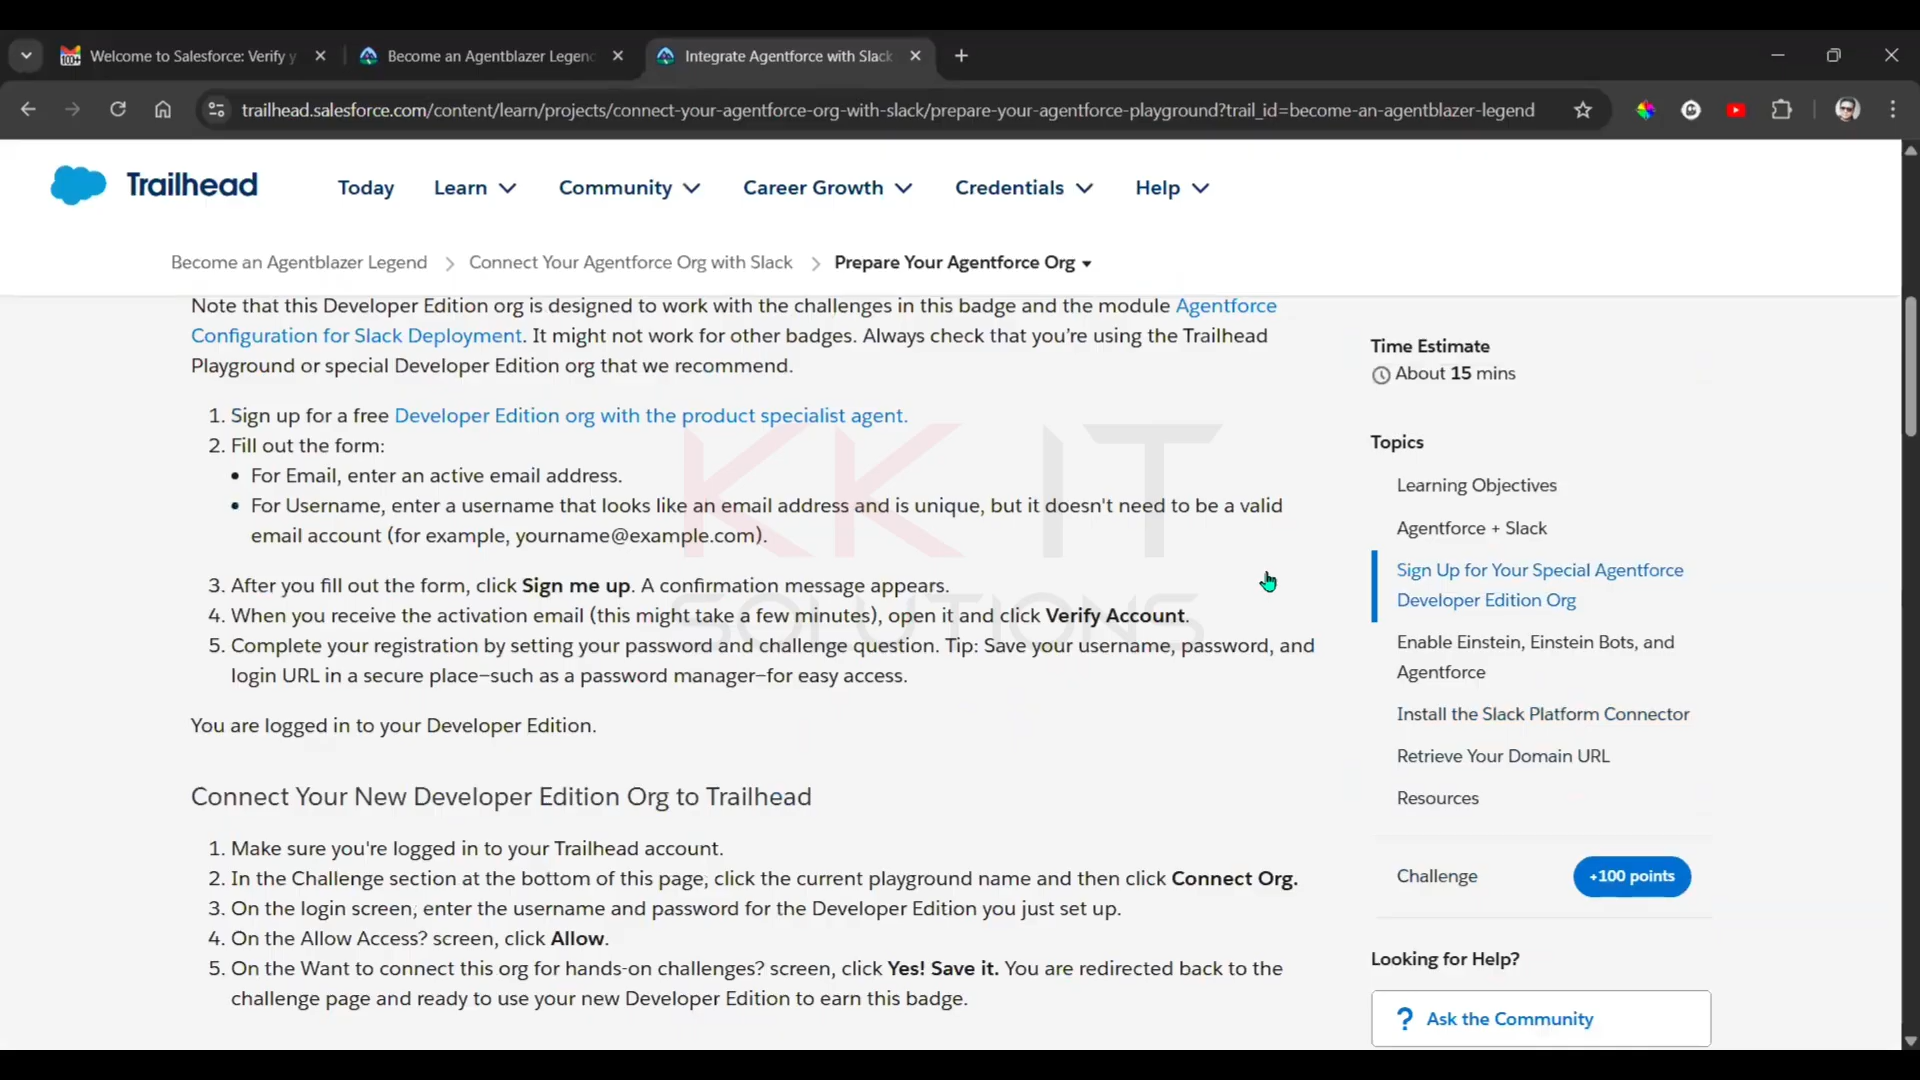 Welcome to Salesforce: Verify y
Become an Agentblazer Legend
Integrate Agentforce with Slack
trailhead.salesforce.com/content/learn/projects/connect-your-agentforce-org-with-slack/prepare-your-agentforce-playground?trail_id=become-an-agentblazer-legend
Trailhead
Today
Learn
Community
Career Growth
Credentials
Help
Become an Agentblazer Legend
Connect Your Agentforce Org with Slack
Prepare Your Agentforce Org
Note that this Developer Edition org is designed to work with the challenges in this badge and the module Agentforce
Configuration for Slack Deployment. It might not work for other badges. Always check that you’re using the Trailhead
Playground or special Developer Edition org that we recommend.
1. Sign up for a free Developer Edition org with the product specialist agent.
2. Fill out the form:
• For Email, enter an active email address.
• For Username, enter a username that looks like an email address and is unique, but it doesn't need to be a valid
email account (for example, yourname@example.com).
3. After you fill out the form, click Sign me up. A confirmation message appears.
4. When you receive the activation email (this might take a few minutes), open it and click Verify Account.
5. Complete your registration by setting your password and challenge question. Tip: Save your username, password, and
login URL in a secure place—such as a password manager—for easy access.
You are logged in to your Developer Edition.
Connect Your New Developer Edition Org to Trailhead
1. Make sure you're logged in to your Trailhead account.
2. In the Challenge section at the bottom of this page, click the current playground name and then click Connect Org.
3. On the login screen, enter the username and password for the Developer Edition you just set up.
4. On the Allow Access? screen, click Allow.
5. On the Want to connect this org for hands-on challenges? screen, click Yes! Save it. You are redirected back to the
challenge page and ready to use your new Developer Edition to earn this badge.
KK IT
SOLUTIONS
Time Estimate
About 15 mins
Topics
Learning Objectives
Agentforce + Slack
Sign Up for Your Special Agentforce
Developer Edition Org
Enable Einstein, Einstein Bots, and
Agentforce
Install the Slack Platform Connector
Retrieve Your Domain URL
Resources
Challenge
+100 points
Looking for Help?
? Ask the Community